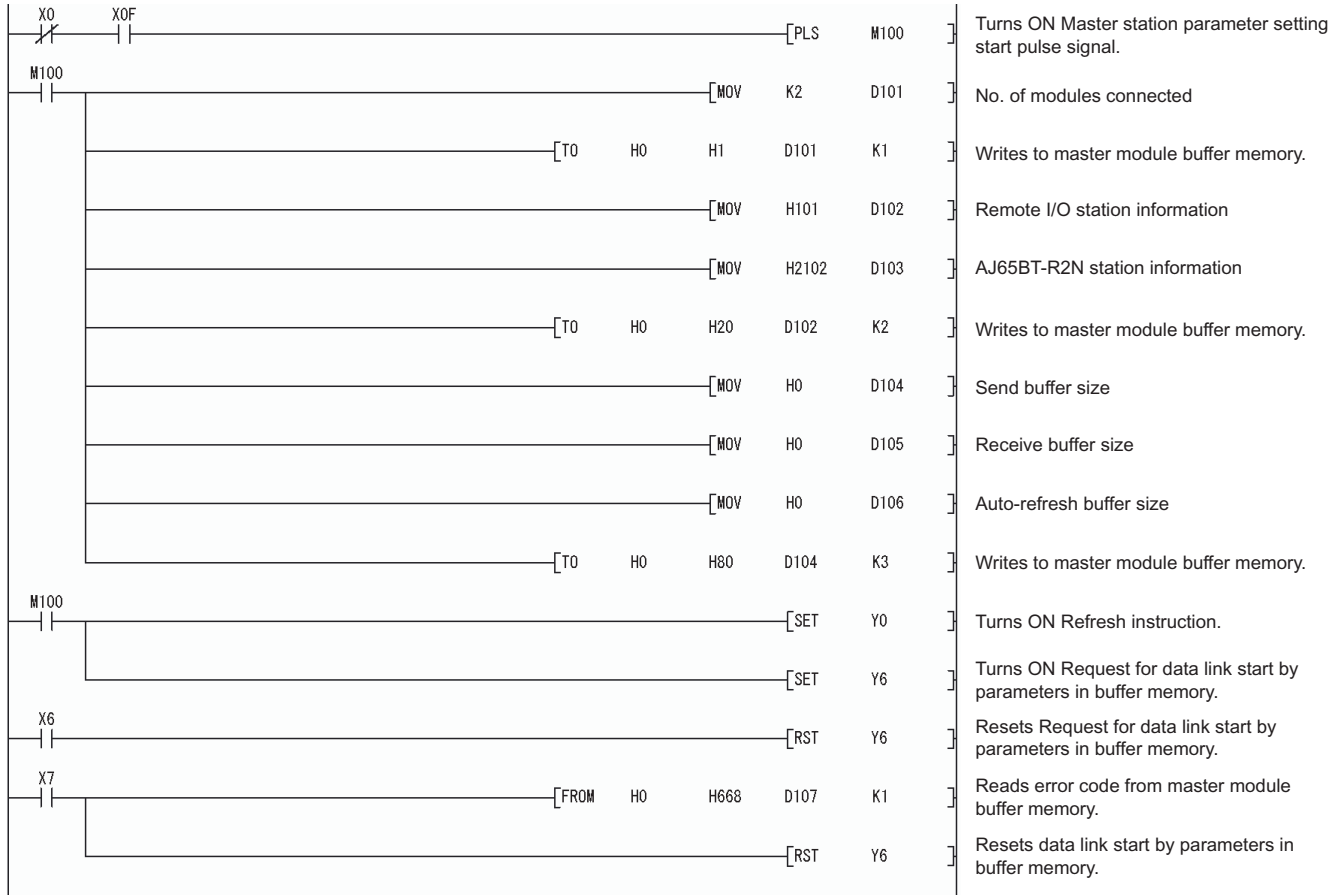 X0 X0F
PLS M100 Turns ON Master station parameter setting
start pulse signal.
M100
MOV K2 D101 No. of modules connected
TO H0 H1 D101 K1 Writes to master module buffer memory.
MOV H101 D102 Remote I/O station information
MOV H2102 D103 AJ65BT-R2N station information
TO H0 H20 D102 K2 Writes to master module buffer memory.
MOV H0 D104 Send buffer size
MOV H0 D105 Receive buffer size
MOV H0 D106 Auto-refresh buffer size
TO H0 H80 D104 K3 Writes to master module buffer memory.
M100
SET Y0 Turns ON Refresh instruction.
SET Y6 Turns ON Request for data link start by
parameters in buffer memory.
X6
RST Y6 Resets Request for data link start by
parameters in buffer memory.
X7
FROM H0 H668 D107 K1 Reads error code from master module
buffer memory.
RST Y6 Resets data link start by parameters in
buffer memory.